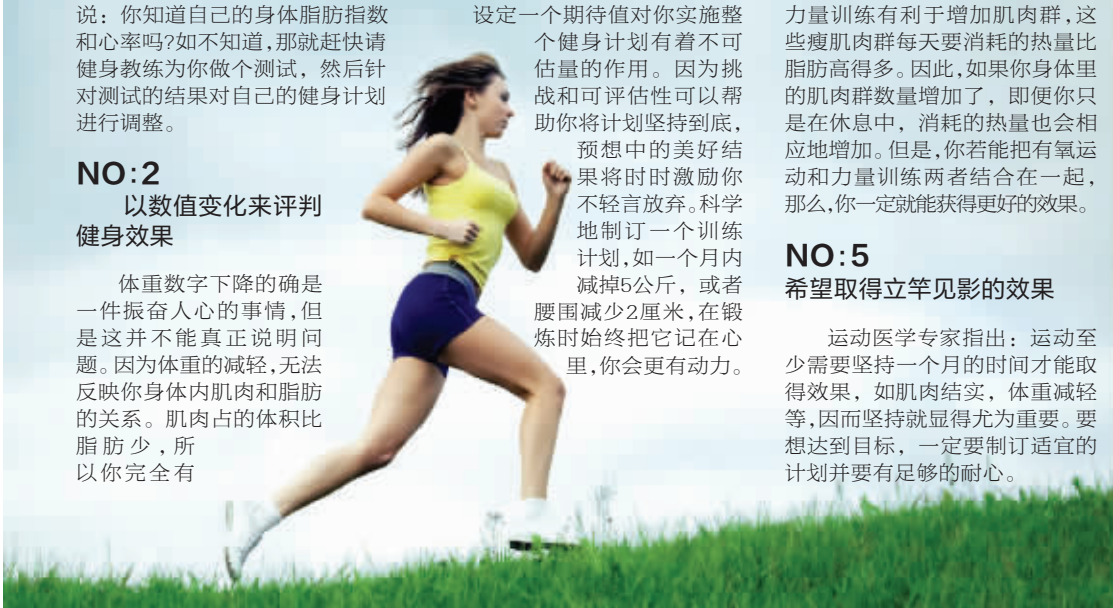 说：你知道自己的身体脂肪指数
和心率吗?如不知道,那就赶快请
健身教练为你做个测试，然后针
对测试的结果对自己的健身计划
进行调整。
NO:2
以数值变化来评判
健身效果
体重数字下降的确是
一件振奋人心的事情,但
是这并不能真正说明问
题。因为体重的减轻,无法
反映你身体内肌肉和脂肪
的关系。肌肉占的体积比
脂肪少,所
以你完全有
设定一个期待值对你实施整
个健身计划有着不可
估量的作用。因为挑
战和可评估性可以帮
助你将计划坚持到底,
预想中的美好结
果将时时激励你
不轻言放弃。科学
地制订一个训练
计划,如一个月内
减掉5公斤，或者
腰围减少2厘米,在锻
炼时始终把它记在心
里,你会更有动力。
力量训练有利于增加肌肉群,这
些瘦肌肉群每天要消耗的热量比
脂肪高得多。因此,如果你身体里
的肌肉群数量增加了，即便你只
是在休息中，消耗的热量也会相
应地增加。但是,你若能把有氧运
动和力量训练两者结合在一起,
那么,你一定就能获得更好的效果。
NO:5
希望取得立竿见影的效果
运动医学专家指出：运动至
少需要坚持一个月的时间才能取
得效果，如肌肉结实，体重减轻
等,因而坚持就显得尤为重要。要
想达到目标，一定要制订适宜的
计划并要有足够的耐心。